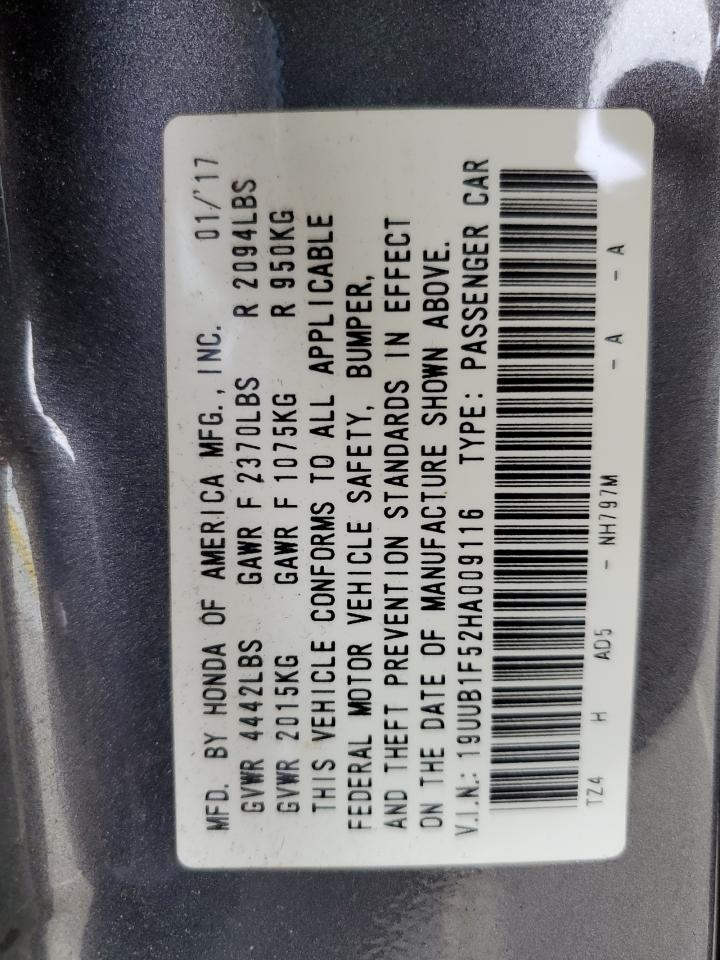 MFD. BY HONDA OF AMERICA MFG., INC. 01/'17
GVWR 4442LBS GAWR F 2370LBS R 2094LBS
GVWR 2015KG GAWR F 1075KG R 950KG
THIS VEHICLE CONFORMS TO ALL APPLICABLE
FEDERAL MOTOR VEHICLE SAFETY, BUMPER,
AND THEFT PREVENTION STANDARDS IN EFFECT
ON THE DATE OF MANUFACTURE SHOWN ABOVE.
V.I.N.: 19UUB1F52HA009116 TYPE: PASSENGER CAR
TZ4 H AD5 - NH797M - A - A